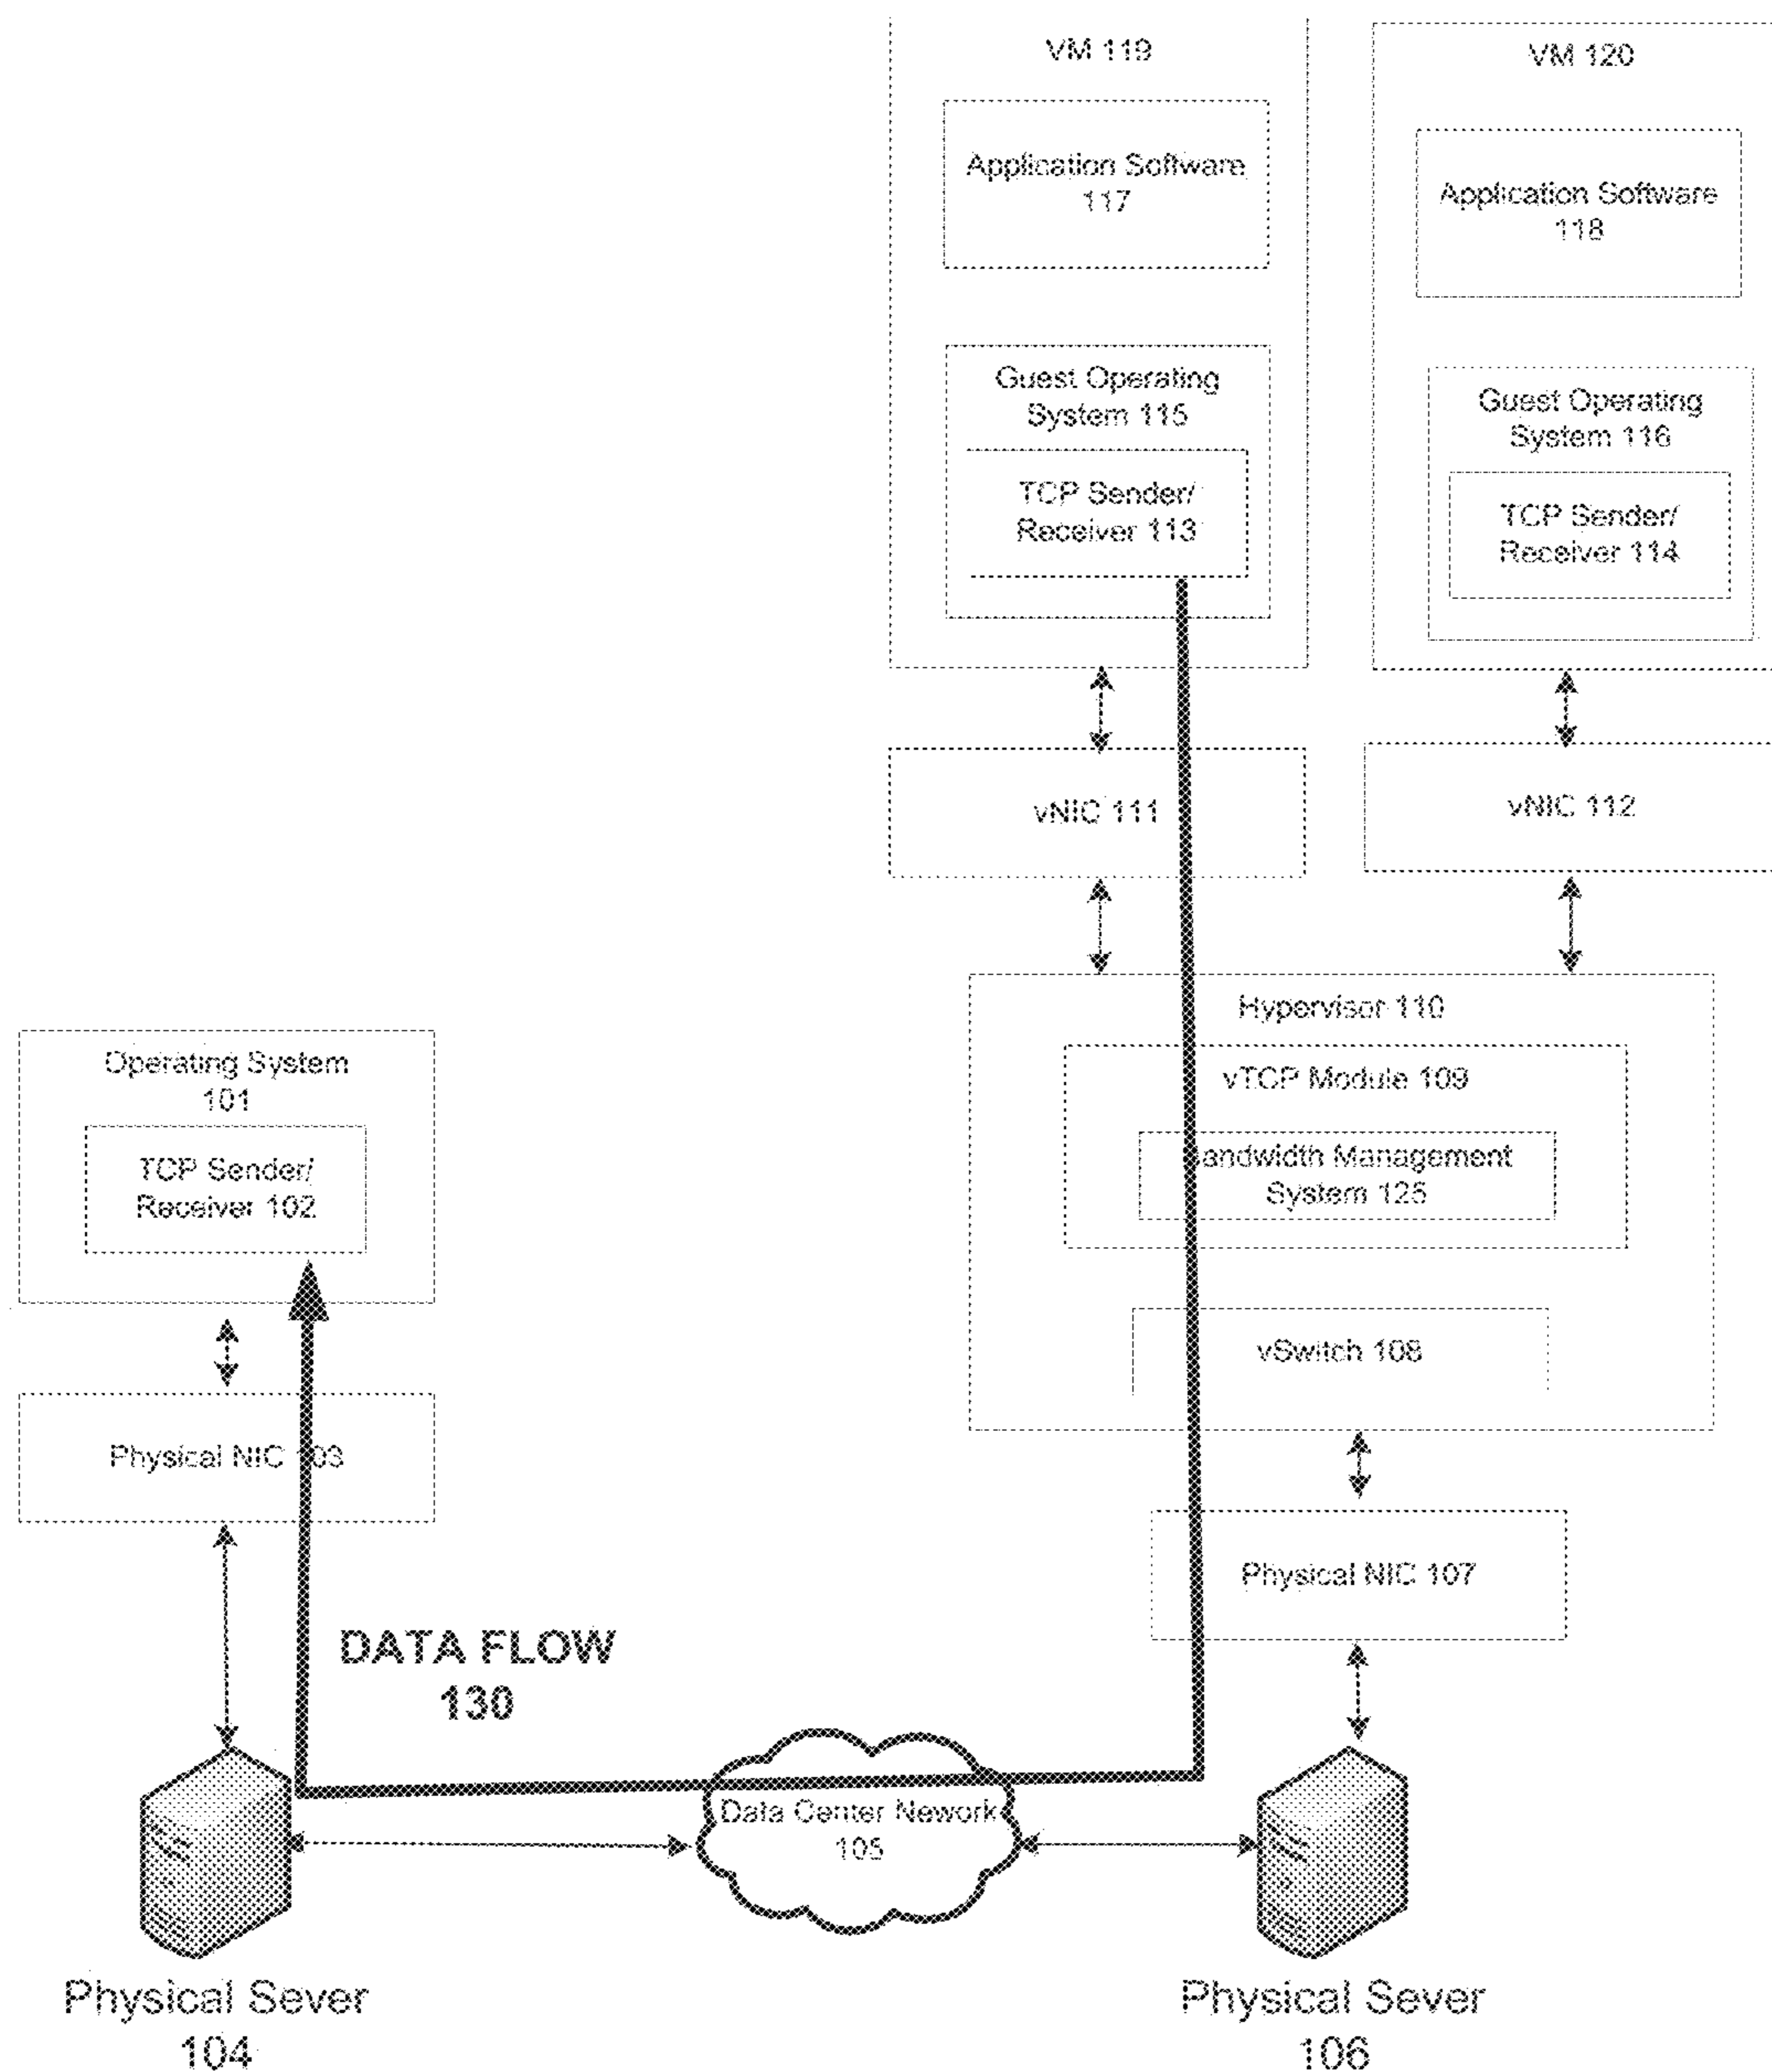 VM 119
Application Software
117
Guest Operating
System 115
TCP Sender/
Receiver 113
vNIC 111
VM 120
Application Software
118
Guest Operating
System 116
TCP Sender/
Receiver 114
vNIC 112
Hypervisor 110
vTCP Module 109
Bandwidth Management
System 125
vSwitch 108
Physical NIC 107
Operating System
101
TCP Sender/
Receiver 102
Physical NIC 103
DATA FLOW
130
Data Center Nework
105
Physical Sever
104
Physical Sever
106